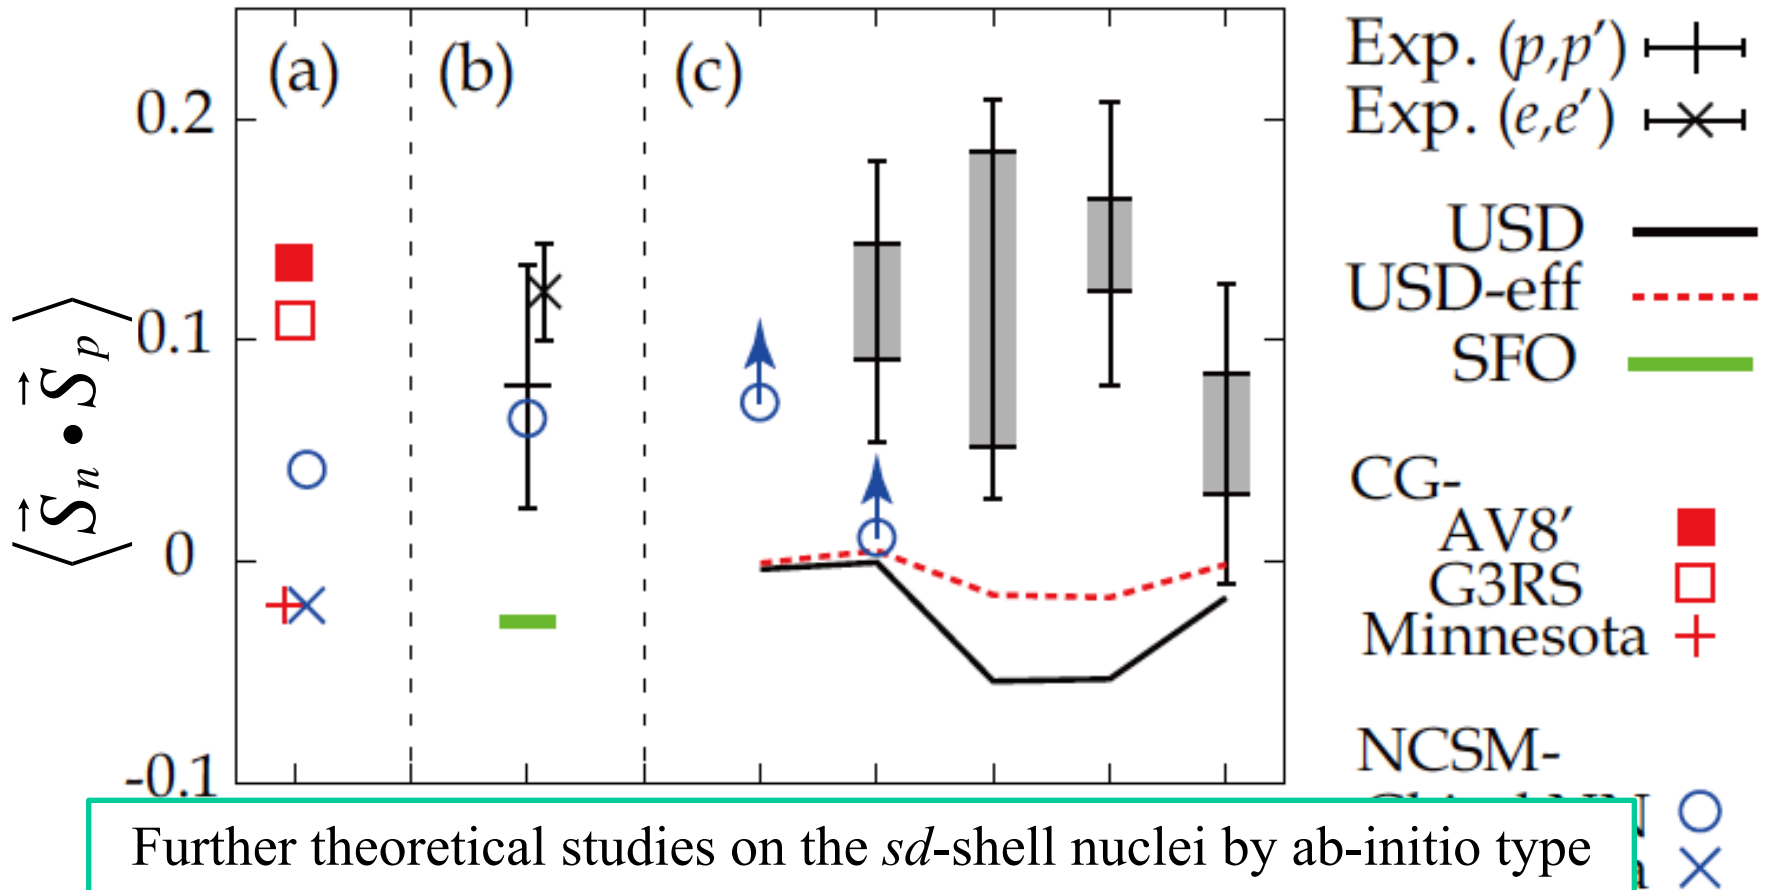 (a) (b) (c)
0.2
0.1
0
-0.1
⟨S⃗n • S⃗p⟩
Exp. (p,p′)
Exp. (e,e′)
USD
USD-eff
SFO
CG-
AV8′
G3RS
Minnesota
NCSM-
Further theoretical studies on the sd-shell nuclei by ab-initio type